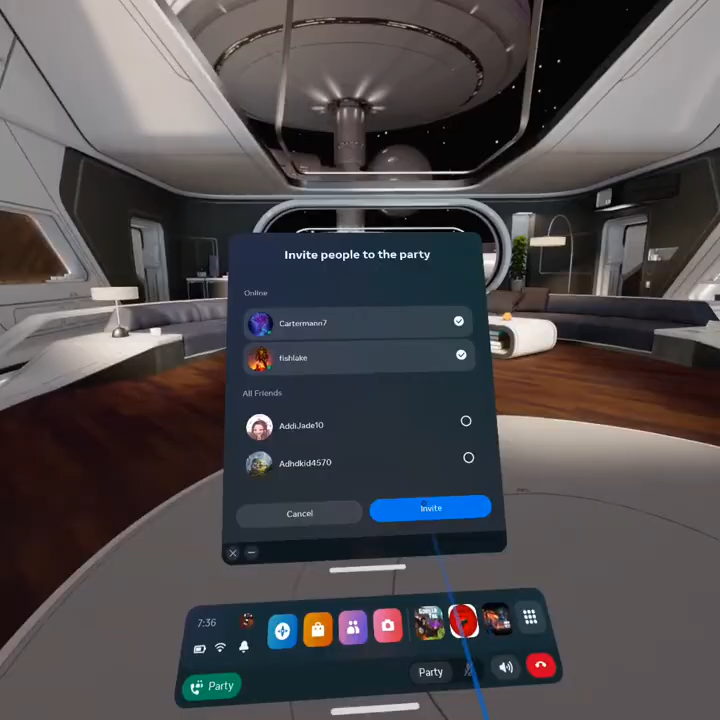 Invite people to the party
Online
Cartermann7
fishlake
All Friends
AddiJade10
Adhdkid4570
Cancel
Invite
7:36
Party
Party